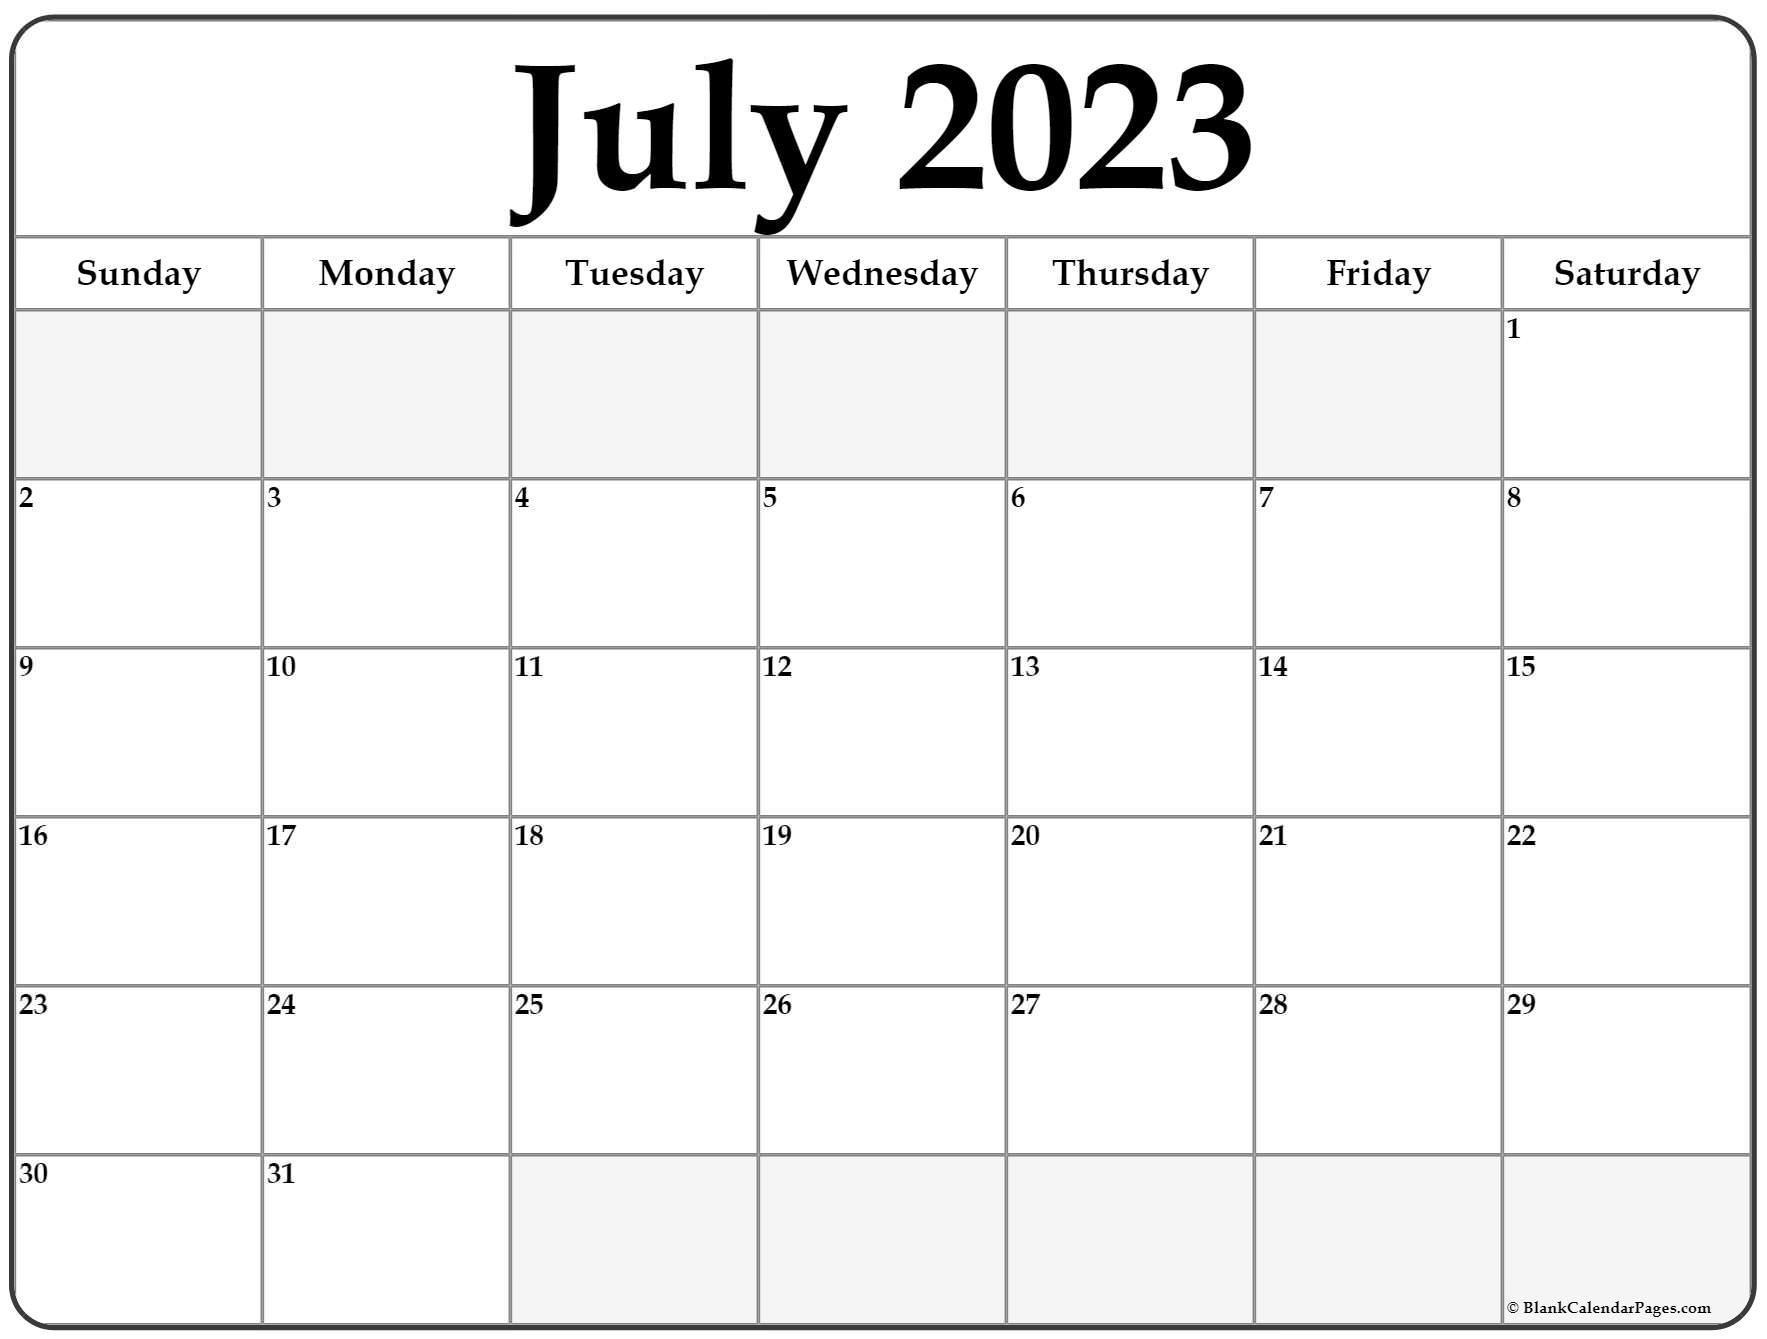 July 2023
Sunday Monday Tuesday Wednesday Thursday Friday Saturday
1
2 3 4 5 6 7 8
9 10 11 12 13 14 15
16 17 18 19 20 21 22
23 24 25 26 27 28 29
30 31
© BlankCalendarPages.com